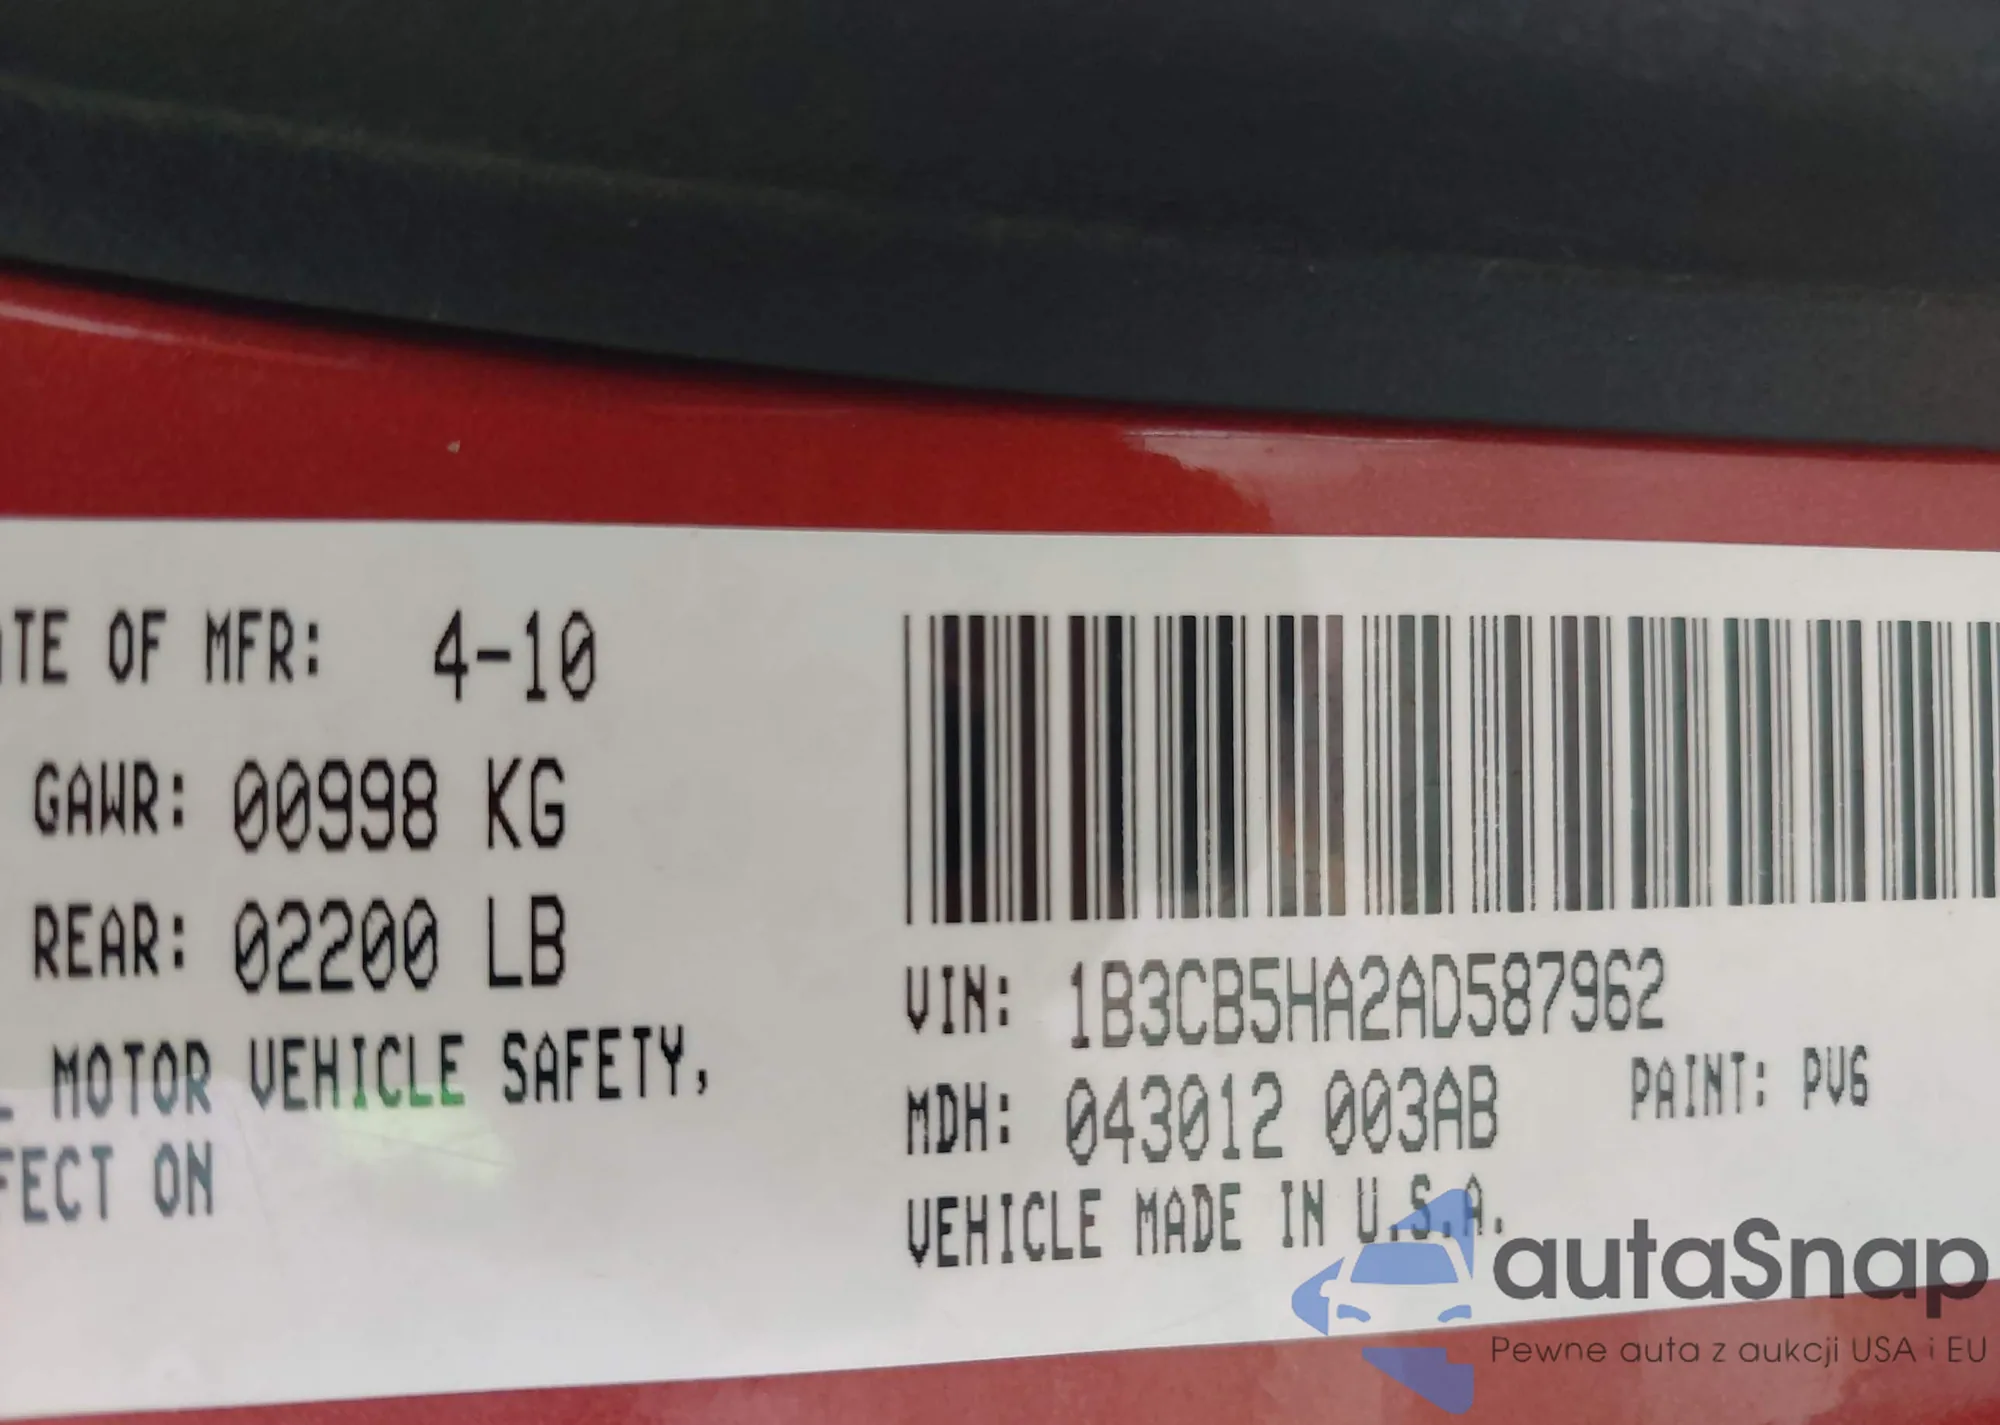 ATE OF MFR: 4-10
GAWR: 00998 KG
REAR: 02200 LB
L MOTOR VEHICLE SAFETY,
FECT ON
VIN: 1B3CB5HA2AD587962
MDH: 043012 003AB PAINT: PV6
VEHICLE MADE IN U.S.A.
autaSnap
Pewne auta z aukcji USA i EU